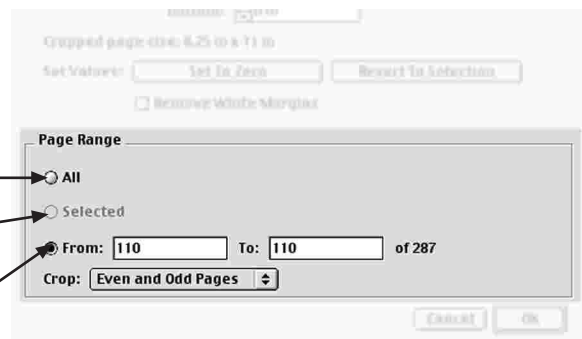 Cropped page size: 8.25 in x 11 in
Set Values: Set To Zero Revert To Selection
Remove White Margins
Page Range
All
Selected
From: 110 To: 110 of 287
Crop: Even and Odd Pages
Cancel OK